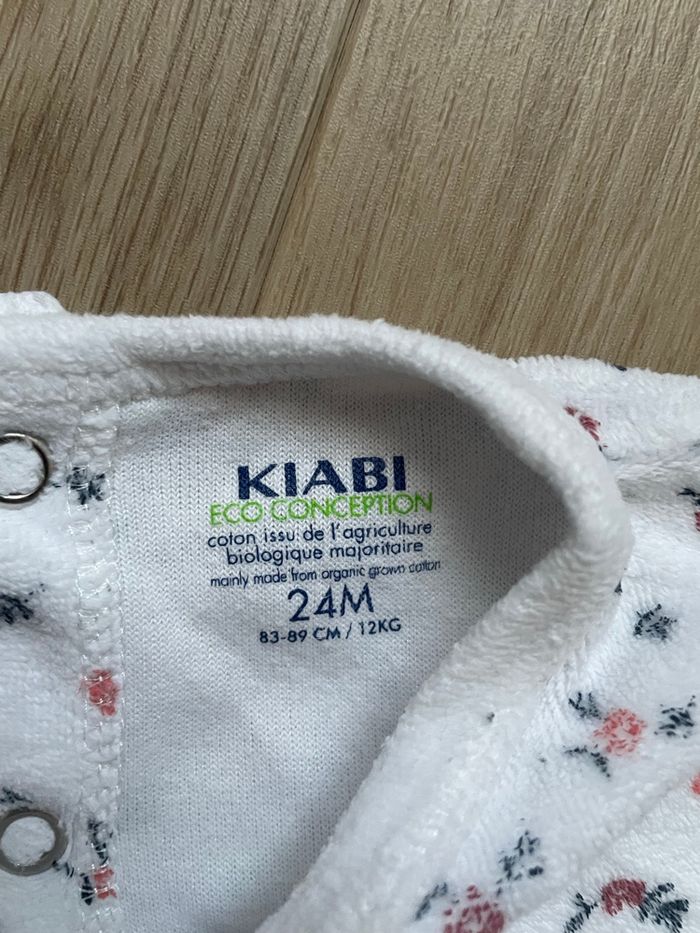 KIABI
ECO CONCEPTION
coton issu de l'agriculture
biologique majoritaire
mainly made from organic grown cotton
24M
83-89 CM / 12KG